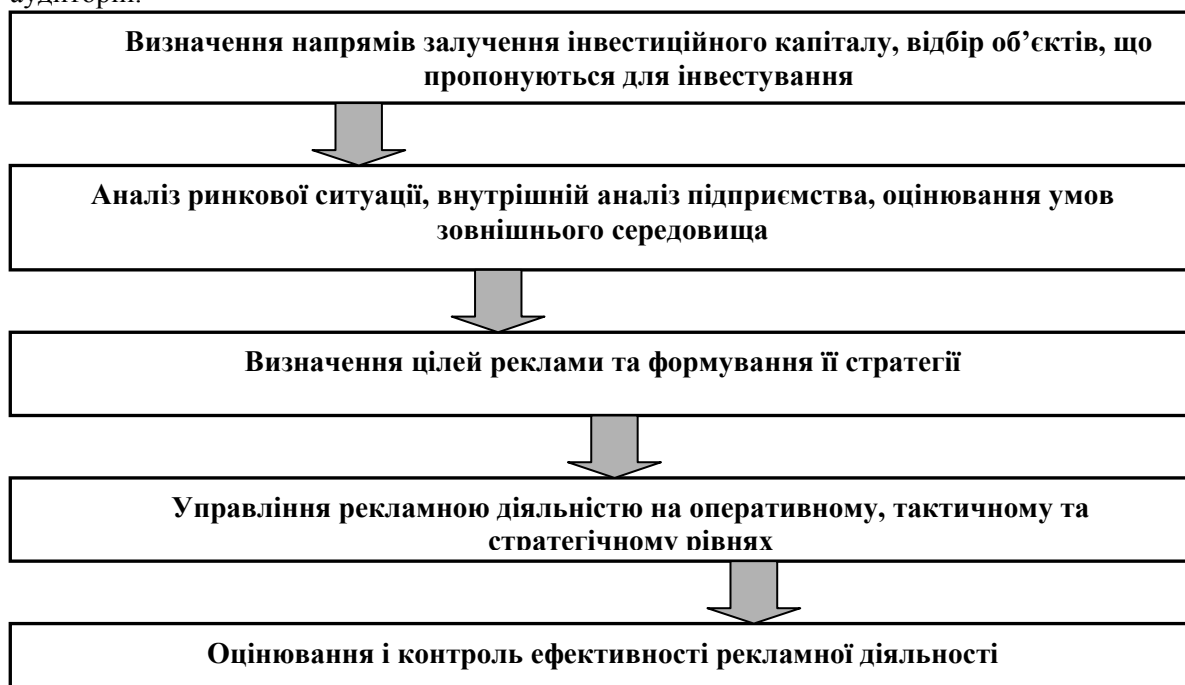 Визначення напрямів залучення інвестиційного капіталу, відбір об’єктів, що
пропонуються для інвестування
Аналіз ринкової ситуації, внутрішній аналіз підприємства, оцінювання умов
зовнішнього середовища
Визначення цілей реклами та формування її стратегії
Управління рекламною діяльністю на оперативному, тактичному та
стратегічному рівнях
Оцінювання і контроль ефективності рекламної діяльності